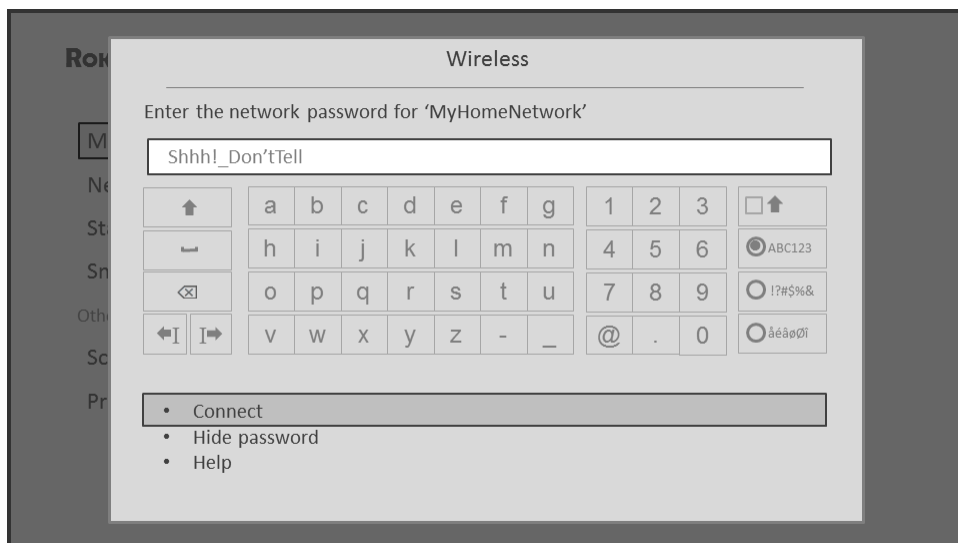 Wireless
Enter the network password for ‘MyHomeNetwork’
Shhh!_Don’tTell
a b c d e f g 1 2 3
h i j k l m n 4 5 6 ABC123
o p q r s t u 7 8 9 !?#$%&
v w x y z - _ @ . 0 åéâøØî
• Connect
• Hide password
• Help